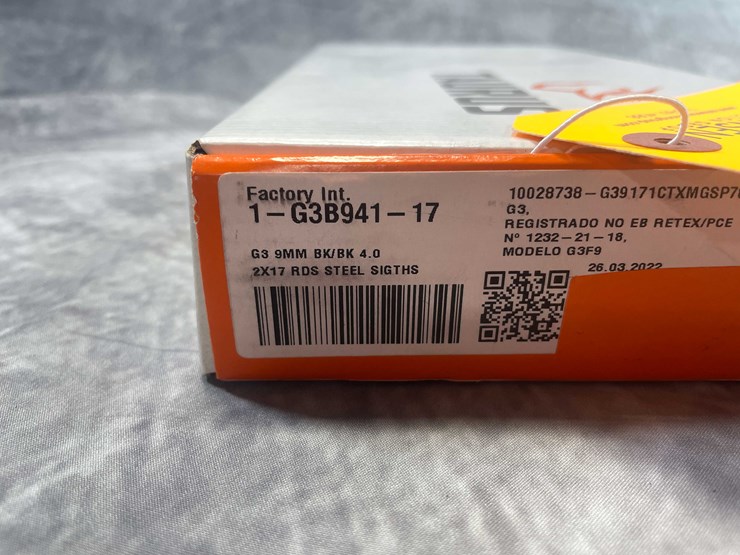 Factory Int.
1-G3B941-17
G3 9MM BK/BK 4.0
2X17 RDS STEEL SIGTHS
10028738-G39171CTXMGSP7
G3,
REGISTRADO NO EB RETEX/PCE
Nº 1232-21-18,
MODELO G3F9
26.03.2022